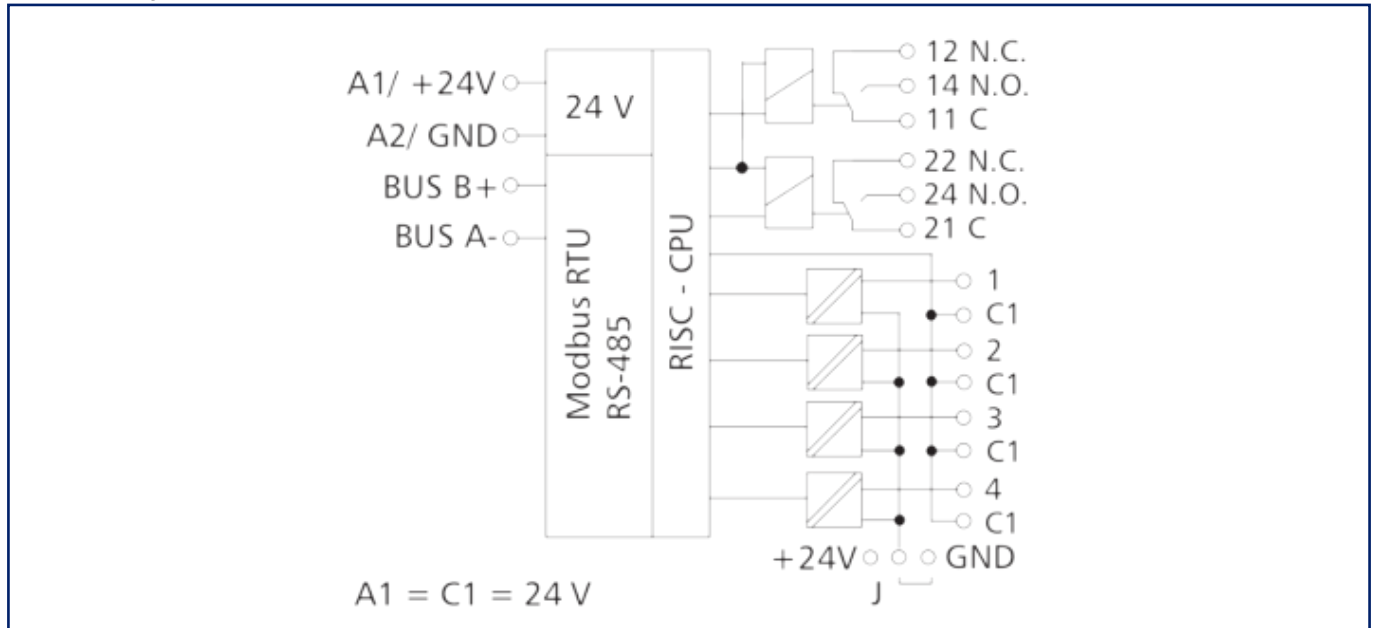 A1/ +24V
A2/ GND
BUS B+
BUS A-
24 V
Modbus RTU
RS-485
RISC - CPU
12 N.C.
14 N.O.
11 C
22 N.C.
24 N.O.
21 C
1
C1
2
C1
3
C1
4
C1
+24V
GND
J
A1 = C1 = 24 V